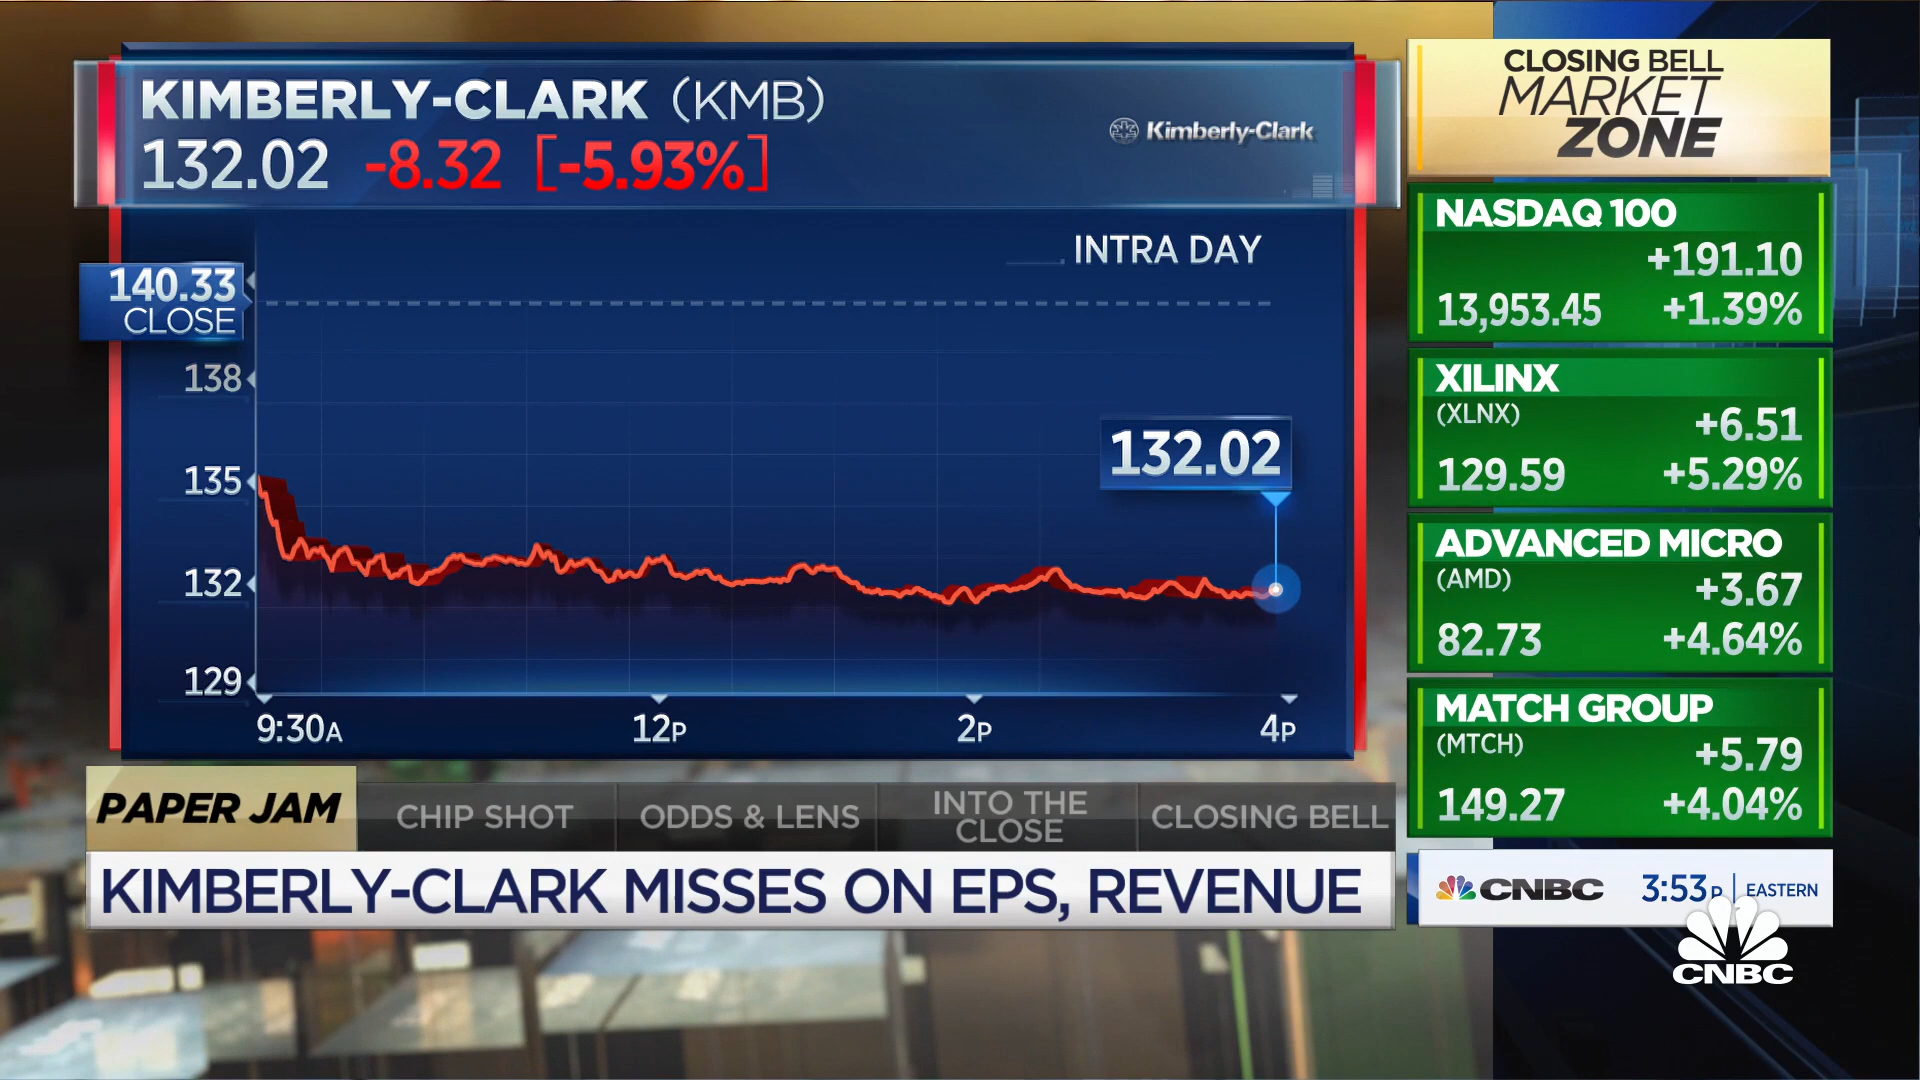 KIMBERLY-CLARK (KMB)
132.02 -8.32 [-5.93%]
Kimberly-Clark
INTRA DAY
140.33
CLOSE
138
135
132
129
132.02
9:30A 12P 2P 4P
PAPER JAM
CHIP SHOT
ODDS & LENS
INTO THE
CLOSE
CLOSING BELL
KIMBERLY-CLARK MISSES ON EPS, REVENUE
CLOSING BELL
MARKET
ZONE
NASDAQ 100
+191.10
13,953.45 +1.39%
XILINX
(XLNX) +6.51
129.59 +5.29%
ADVANCED MICRO
(AMD) +3.67
82.73 +4.64%
MATCH GROUP
(MTCH) +5.79
149.27 +4.04%
CNBC 3:53P EASTERN
CNBC